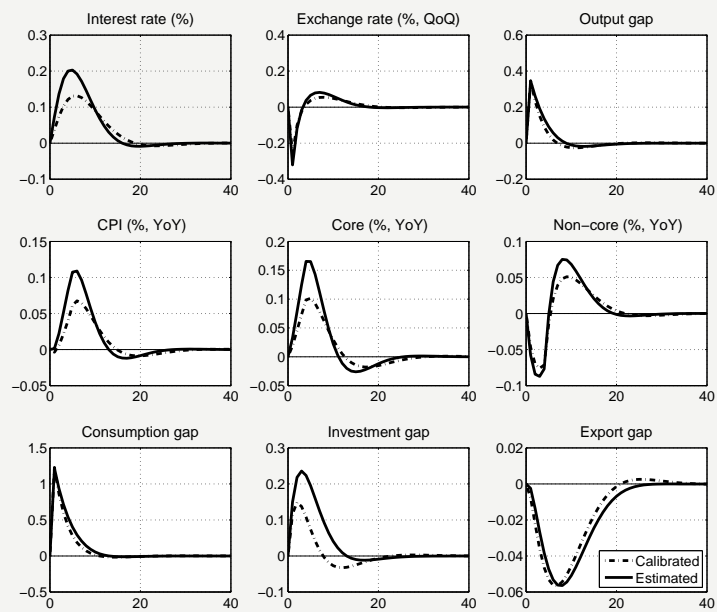 Interest rate (%)
Exchange rate (%, QoQ)
Output gap
0.3
0.2
0.1
0
−0.1
0 20 40
0.4
0.2
0
−0.2
−0.4
0 20 40
0.6
0.4
0.2
0
−0.2
0 20 40
CPI (%, YoY)
Core (%, YoY)
Non−core (%, YoY)
0.15
0.1
0.05
0
−0.05
0 20 40
0.2
0.15
0.1
0.05
0
−0.05
0 20 40
0.1
0.05
0
−0.05
−0.1
0 20 40
Consumption gap
Investment gap
Export gap
1.5
1
0.5
0
−0.5
0 20 40
0.3
0.2
0.1
0
−0.1
0 20 40
0.02
0
−0.02
−0.04
−0.06
0 20 40
Calibrated
Estimated